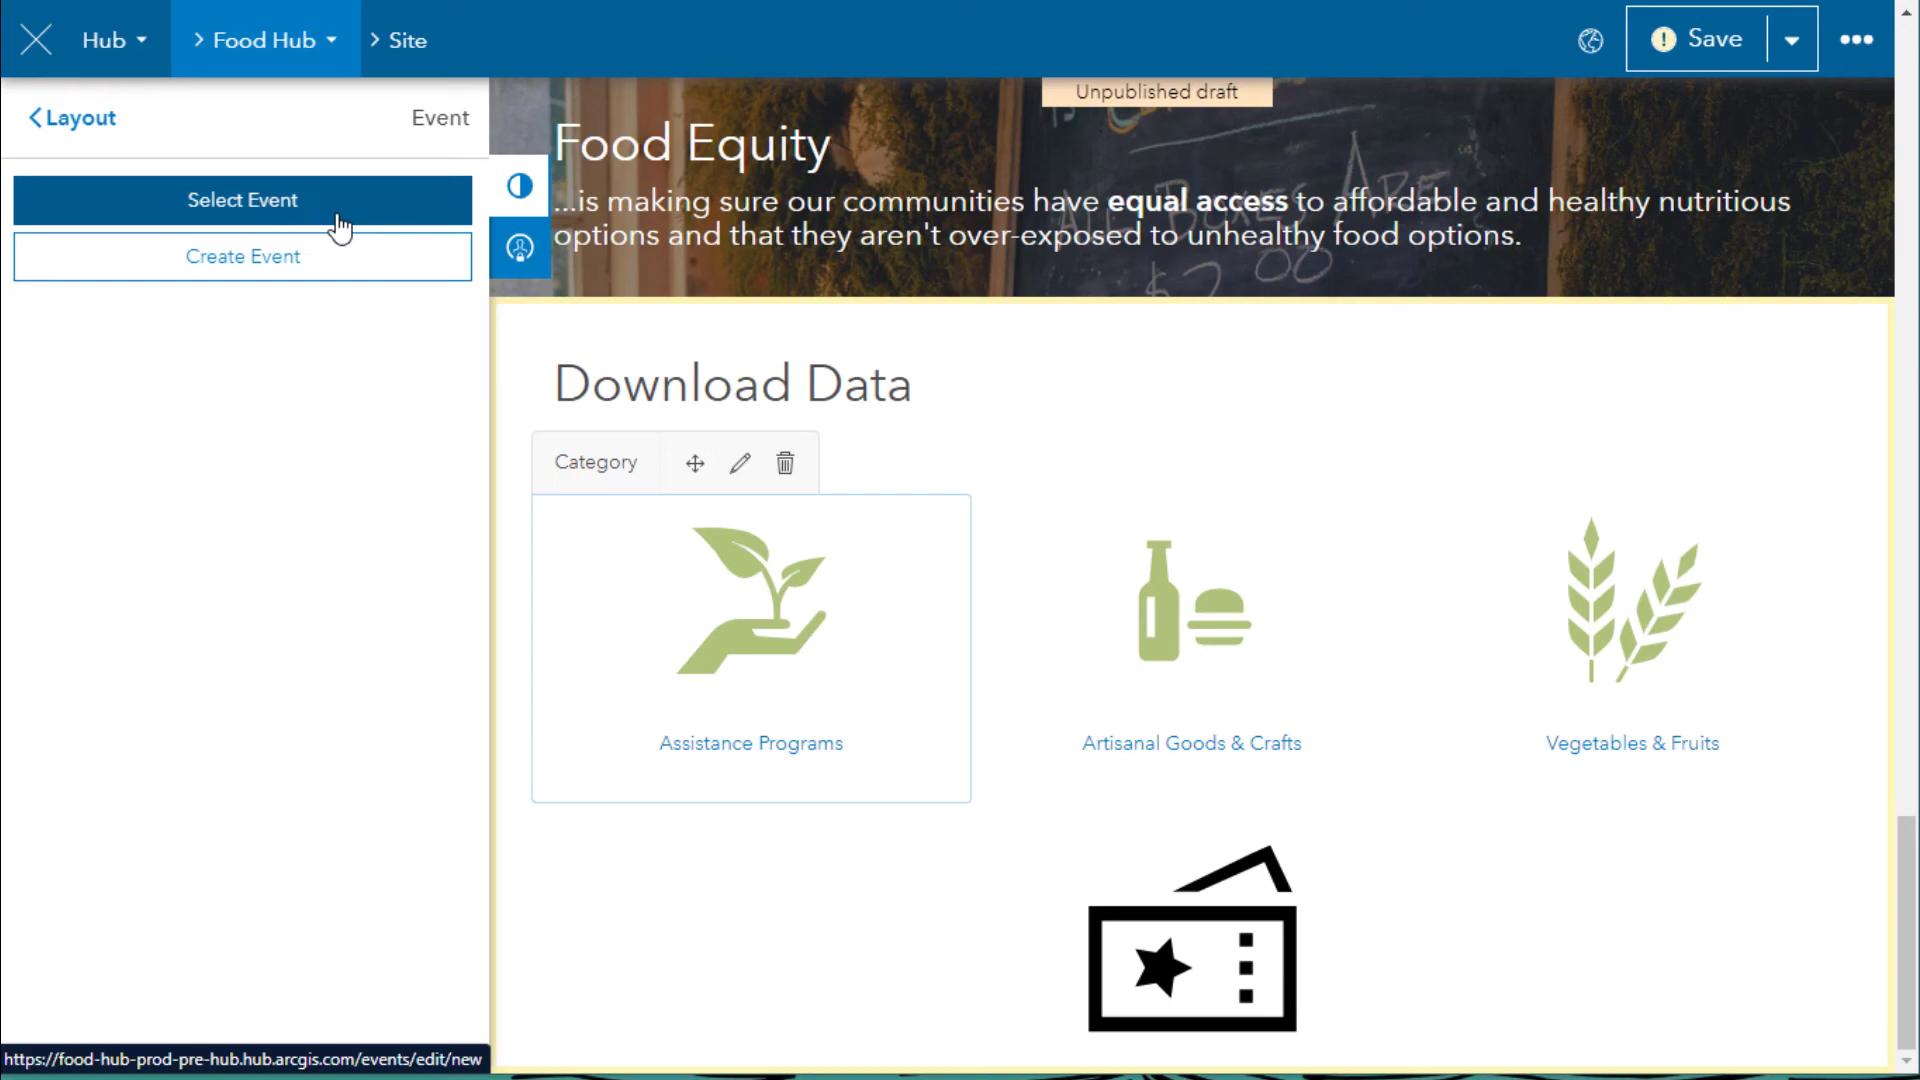 Hub
Food Hub
Site
Save
Layout
Event
Select Event
Create Event
Unpublished draft
Food Equity
...is making sure our communities have equal access to affordable and healthy nutritious
options and that they aren't over-exposed to unhealthy food options.
Download Data
Category
Assistance Programs
Artisanal Goods & Crafts
Vegetables & Fruits
https://food-hub-prod-pre-hub.hub.arcgis.com/events/edit/new